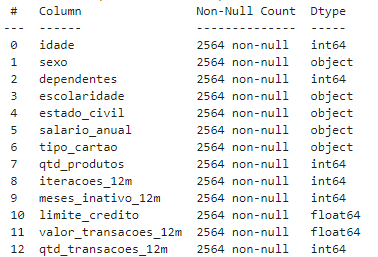 #   Column                 Non-Null Count  Dtype
---  ------                 --------------  -----
 0   idade                  2564 non-null   int64
 1   sexo                   2564 non-null   object
 2   dependentes            2564 non-null   int64
 3   escolaridade           2564 non-null   object
 4   estado_civil           2564 non-null   object
 5   salario_anual          2564 non-null   object
 6   tipo_cartao            2564 non-null   object
 7   qtd_produtos           2564 non-null   int64
 8   iteracoes_12m          2564 non-null   int64
 9   meses_inativo_12m      2564 non-null   int64
 10  limite_credito         2564 non-null   float64
 11  valor_transacoes_12m   2564 non-null   float64
 12  qtd_transacoes_12m     2564 non-null   int64